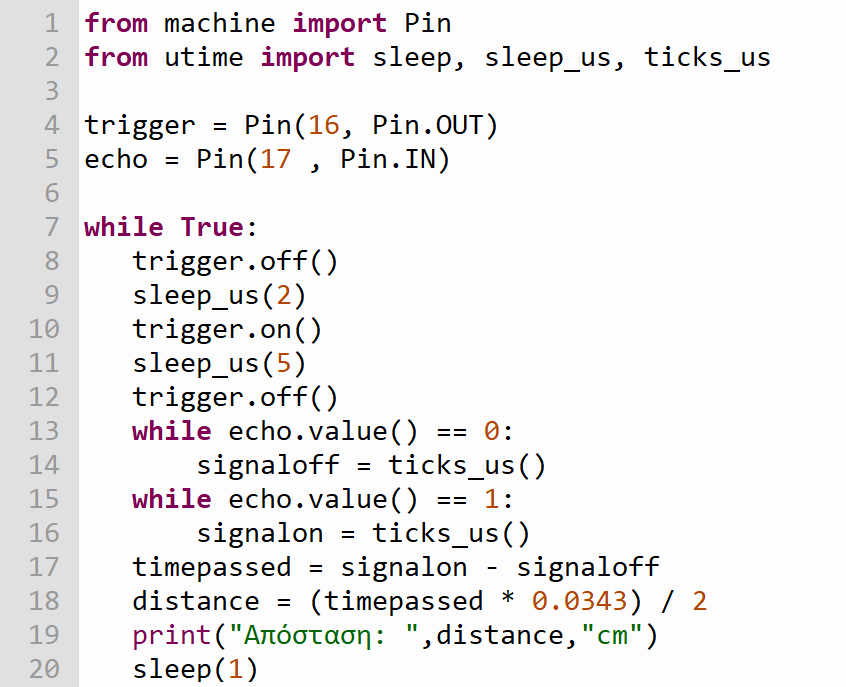 1 from machine import Pin
2 from utime import sleep, sleep_us, ticks_us
3
4 trigger = Pin(16, Pin.OUT)
5 echo = Pin(17 , Pin.IN)
6
7 while True:
8    trigger.off()
9    sleep_us(2)
10    trigger.on()
11    sleep_us(5)
12    trigger.off()
13    while echo.value() == 0:
14        signaloff = ticks_us()
15    while echo.value() == 1:
16        signalon = ticks_us()
17    timepassed = signalon - signaloff
18    distance = (timepassed * 0.0343) / 2
19    print("Απόσταση: ",distance,"cm")
20    sleep(1)